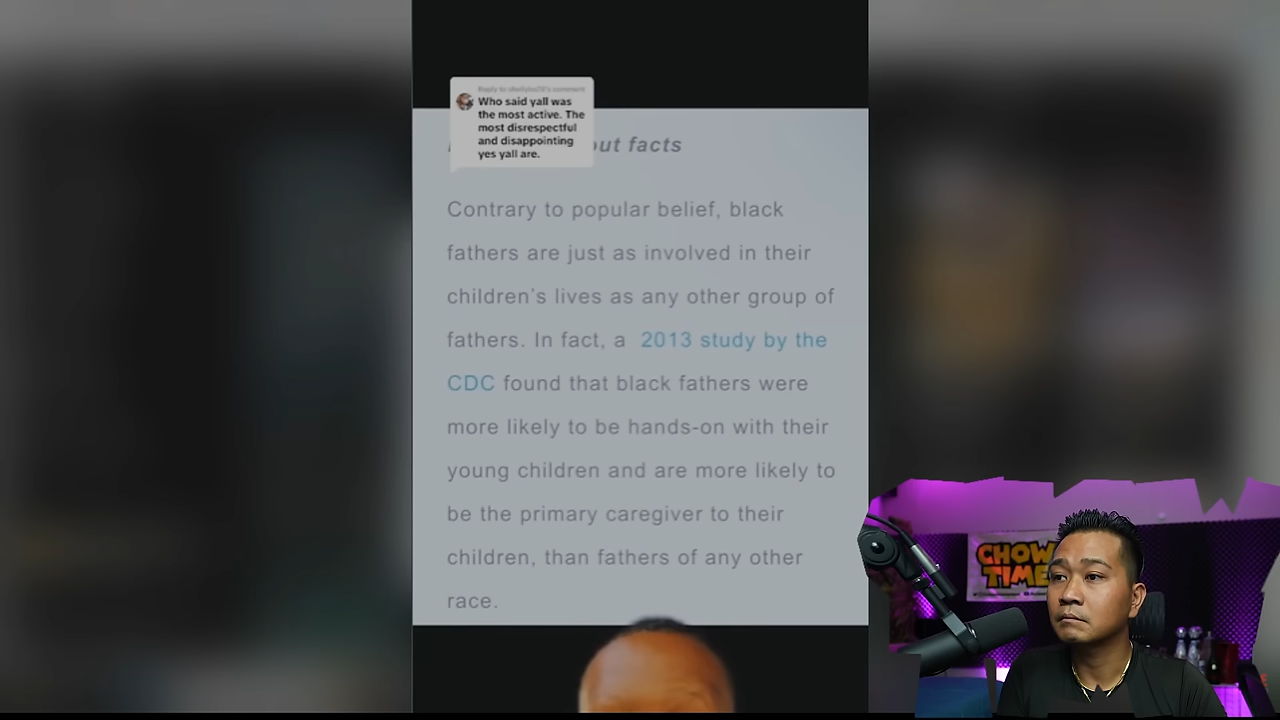 Who said yall was
the most active. The
most disrespectful
and disappointing
yes yall are.
out facts
Contrary to popular belief, black
fathers are just as involved in their
children's lives as any other group of
fathers. In fact, a 2013 study by the
CDC found that black fathers were
more likely to be hands-on with their
young children and are more likely to
be the primary caregiver to their
children, than fathers of any other
race.
CHOW
TIME